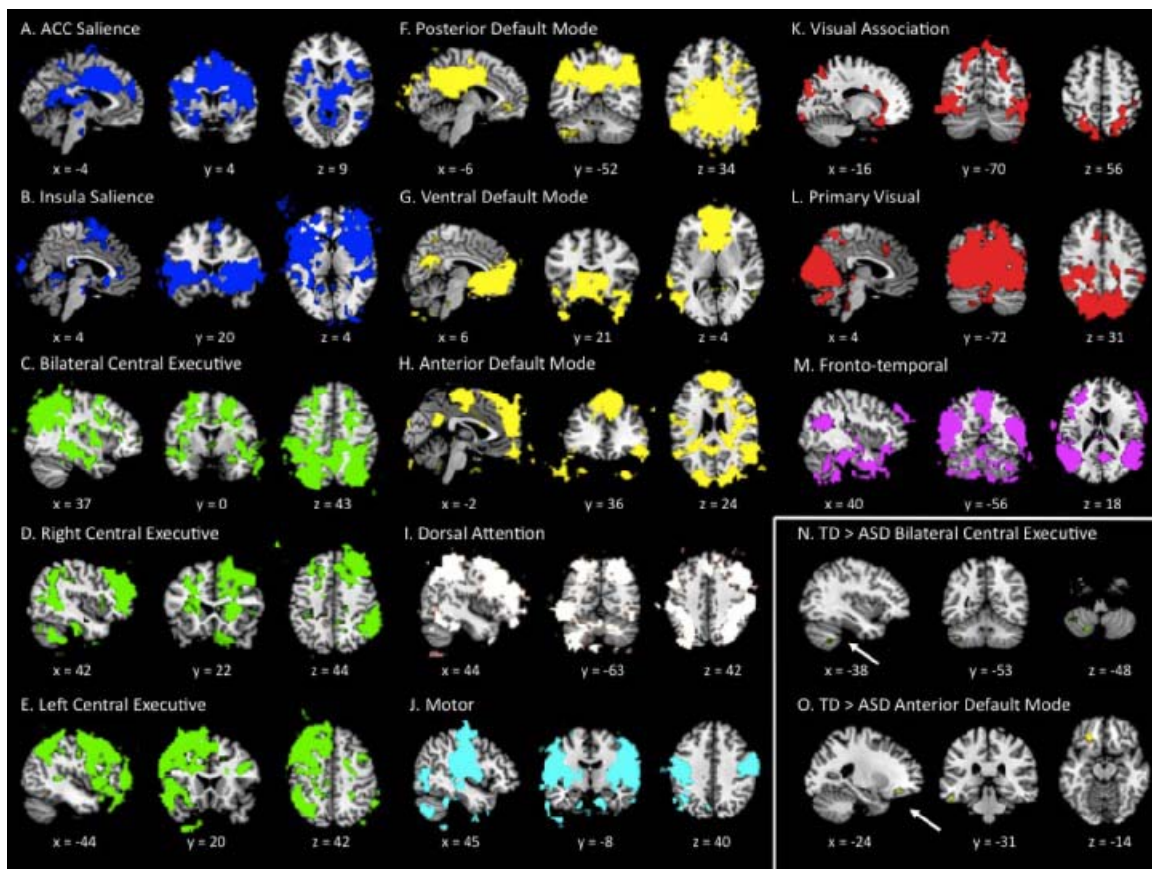 A. ACC Salience
x = -4 y = 4 z = 9
B. Insula Salience
x = 4 y = 20 z = 4
C. Bilateral Central Executive
x = 37 y = 0 z = 43
D. Right Central Executive
x = 42 y = 22 z = 44
E. Left Central Executive
x = -44 y = 20 z = 42
F. Posterior Default Mode
x = -6 y = -52 z = 34
G. Ventral Default Mode
x = 6 y = 21 z = 4
H. Anterior Default Mode
x = -2 y = 36 z = 24
I. Dorsal Attention
x = 44 y = -63 z = 42
J. Motor
x = 45 y = -8 z = 40
K. Visual Association
x = -16 y = -70 z = 56
L. Primary Visual
x = 4 y = -72 z = 31
M. Fronto-temporal
x = 40 y = -56 z = 18
N. TD > ASD Bilateral Central Executive
x = -38 y = -53 z = -48
O. TD > ASD Anterior Default Mode
x = -24 y = -31 z = -14